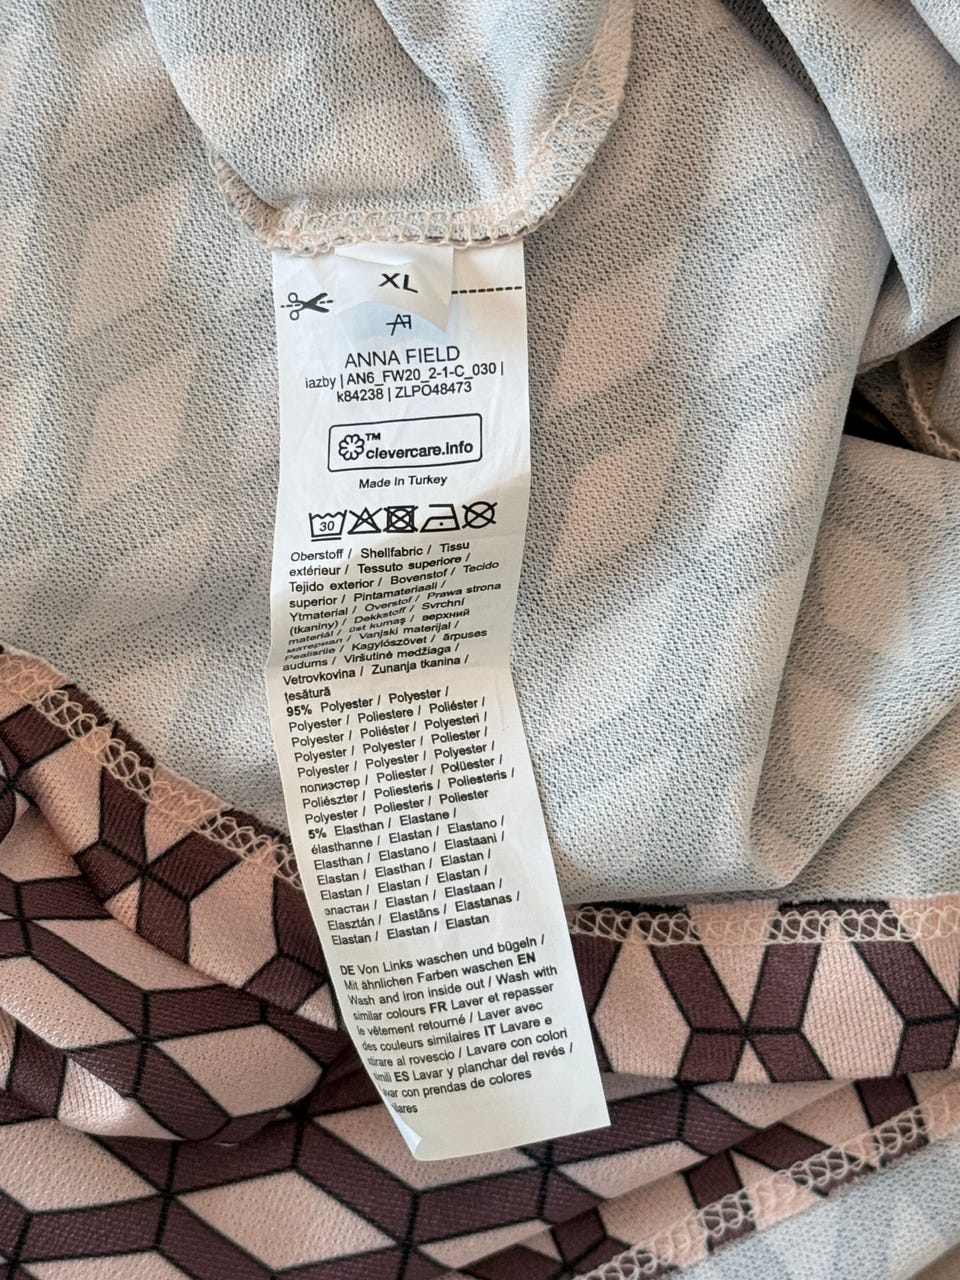 XL
AF
ANNA FIELD
iazby | AN6_FW20_2-1-C_030 |
k84238 | ZLPO48473
TM
clevercare.info
Made In Turkey
30
Oberstoff / Shellfabric / Tissu
extérieur / Tessuto superiore /
Tejido exterior / Bovenstof / Tecido
superior / Pintamateriaali /
Ytmaterial / Overstof / Prawa strona
(tkaniny) / Dekkstoff / Svrchní
materiál / üst kumaş / верхний
материал / Vanjski materijal /
Pealisriie / Kagylószövet / ārpuses
audums / Viršutinė medžiaga /
Vetrovkovina / Zunanja tkanina /
țesătură
95% Polyester / Polyester /
Polyester / Poliestere / Poliéster /
Polyester / Poliéster / Polyesteri /
Polyester / Polyester / Poliester /
Polyester / Polyester / Polyester /
полиэстер / Poliester / Polüester /
Poliészter / Poliesteris / Poliesteris /
Polyester / Poliester / Poliester
5% Elasthan / Elastane /
élasthanne / Elastan / Elastano /
Elasthan / Elastano / Elastaani /
Elastan / Elasthan / Elastan /
Elastan / Elastan / Elastan /
эластан / Elastan / Elastaan /
Elasztán / Elastāns / Elastanas /
Elastan / Elastan / Elastan
DE Von Links waschen und bügeln /
Mit ähnlichen Farben waschen EN
Wash and iron inside out / Wash with
similar colours FR Laver et repasser
le vêtement retourné / Laver avec
des couleurs similaires IT Lavare e
stirare al rovescio / Lavare con colori
simili ES Lavar y planchar del revés /
avar con prendas de colores
ilares